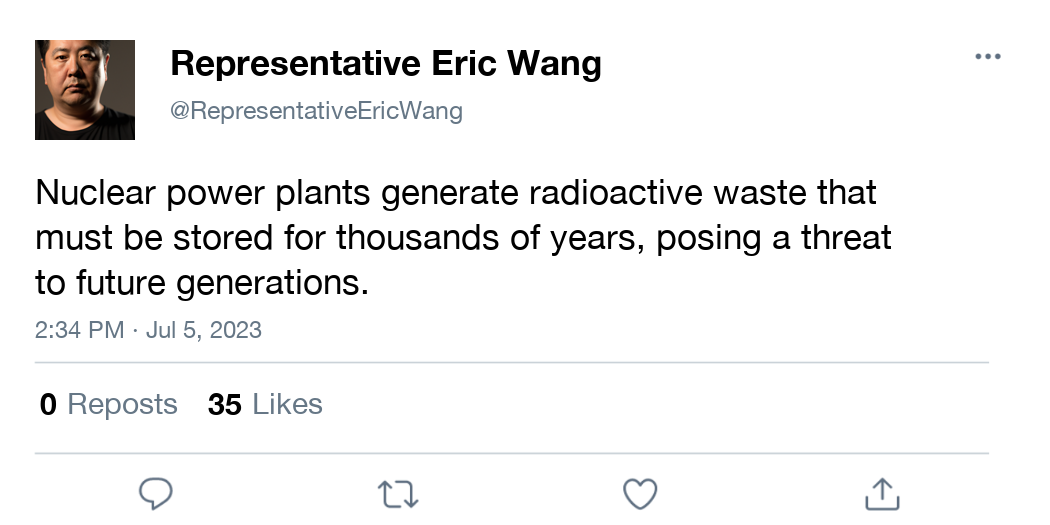 Representative Eric Wang
@RepresentativeEricWang
Nuclear power plants generate radioactive waste that
must be stored for thousands of years, posing a threat
to future generations.
2:34 PM · Jul 5, 2023
0 Reposts 35 Likes